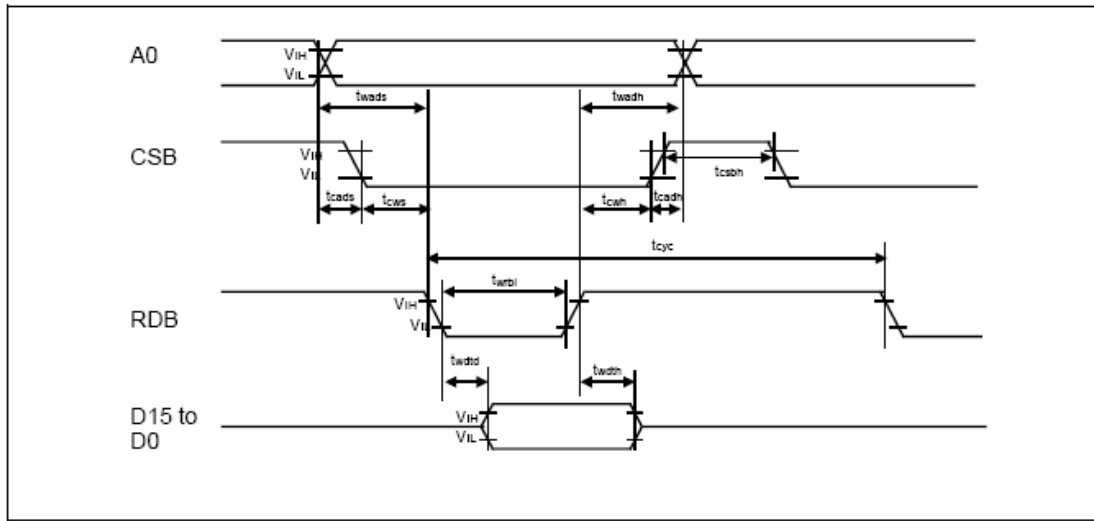 A0
VIH
VIL
twads
twadh
CSB
VIH
VIL
tcsbh
tcads
tcws
tcwh
tcadh
tcyc
RDB
VIH
VIL
twrbl
twdtd
twdth
D15 to
D0
VIH
VIL